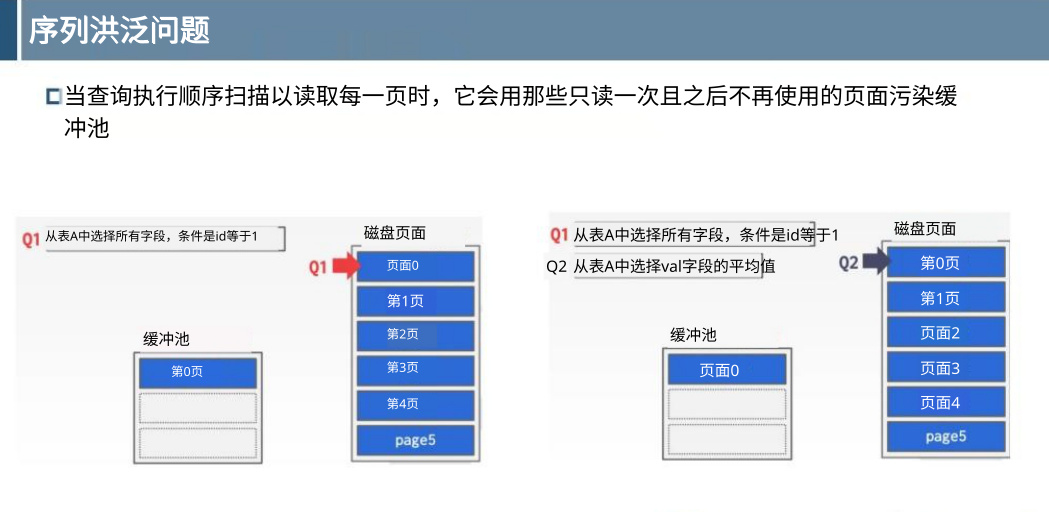 序列洪泛问题
当查询执行顺序扫描以读取每一页时，它会用那些只读一次且之后不再使用的页面污染缓
冲池
Q1 从表A中选择所有字段，条件是id等于1
磁盘页面
Q1
页面0
第1页
第2页
第3页
第4页
page5
缓冲池
第0页
Q1 从表A中选择所有字段，条件是id等于1
Q2 从表A中选择val字段的平均值
磁盘页面
Q2
第0页
第1页
页面2
页面3
页面4
page5
缓冲池
页面0